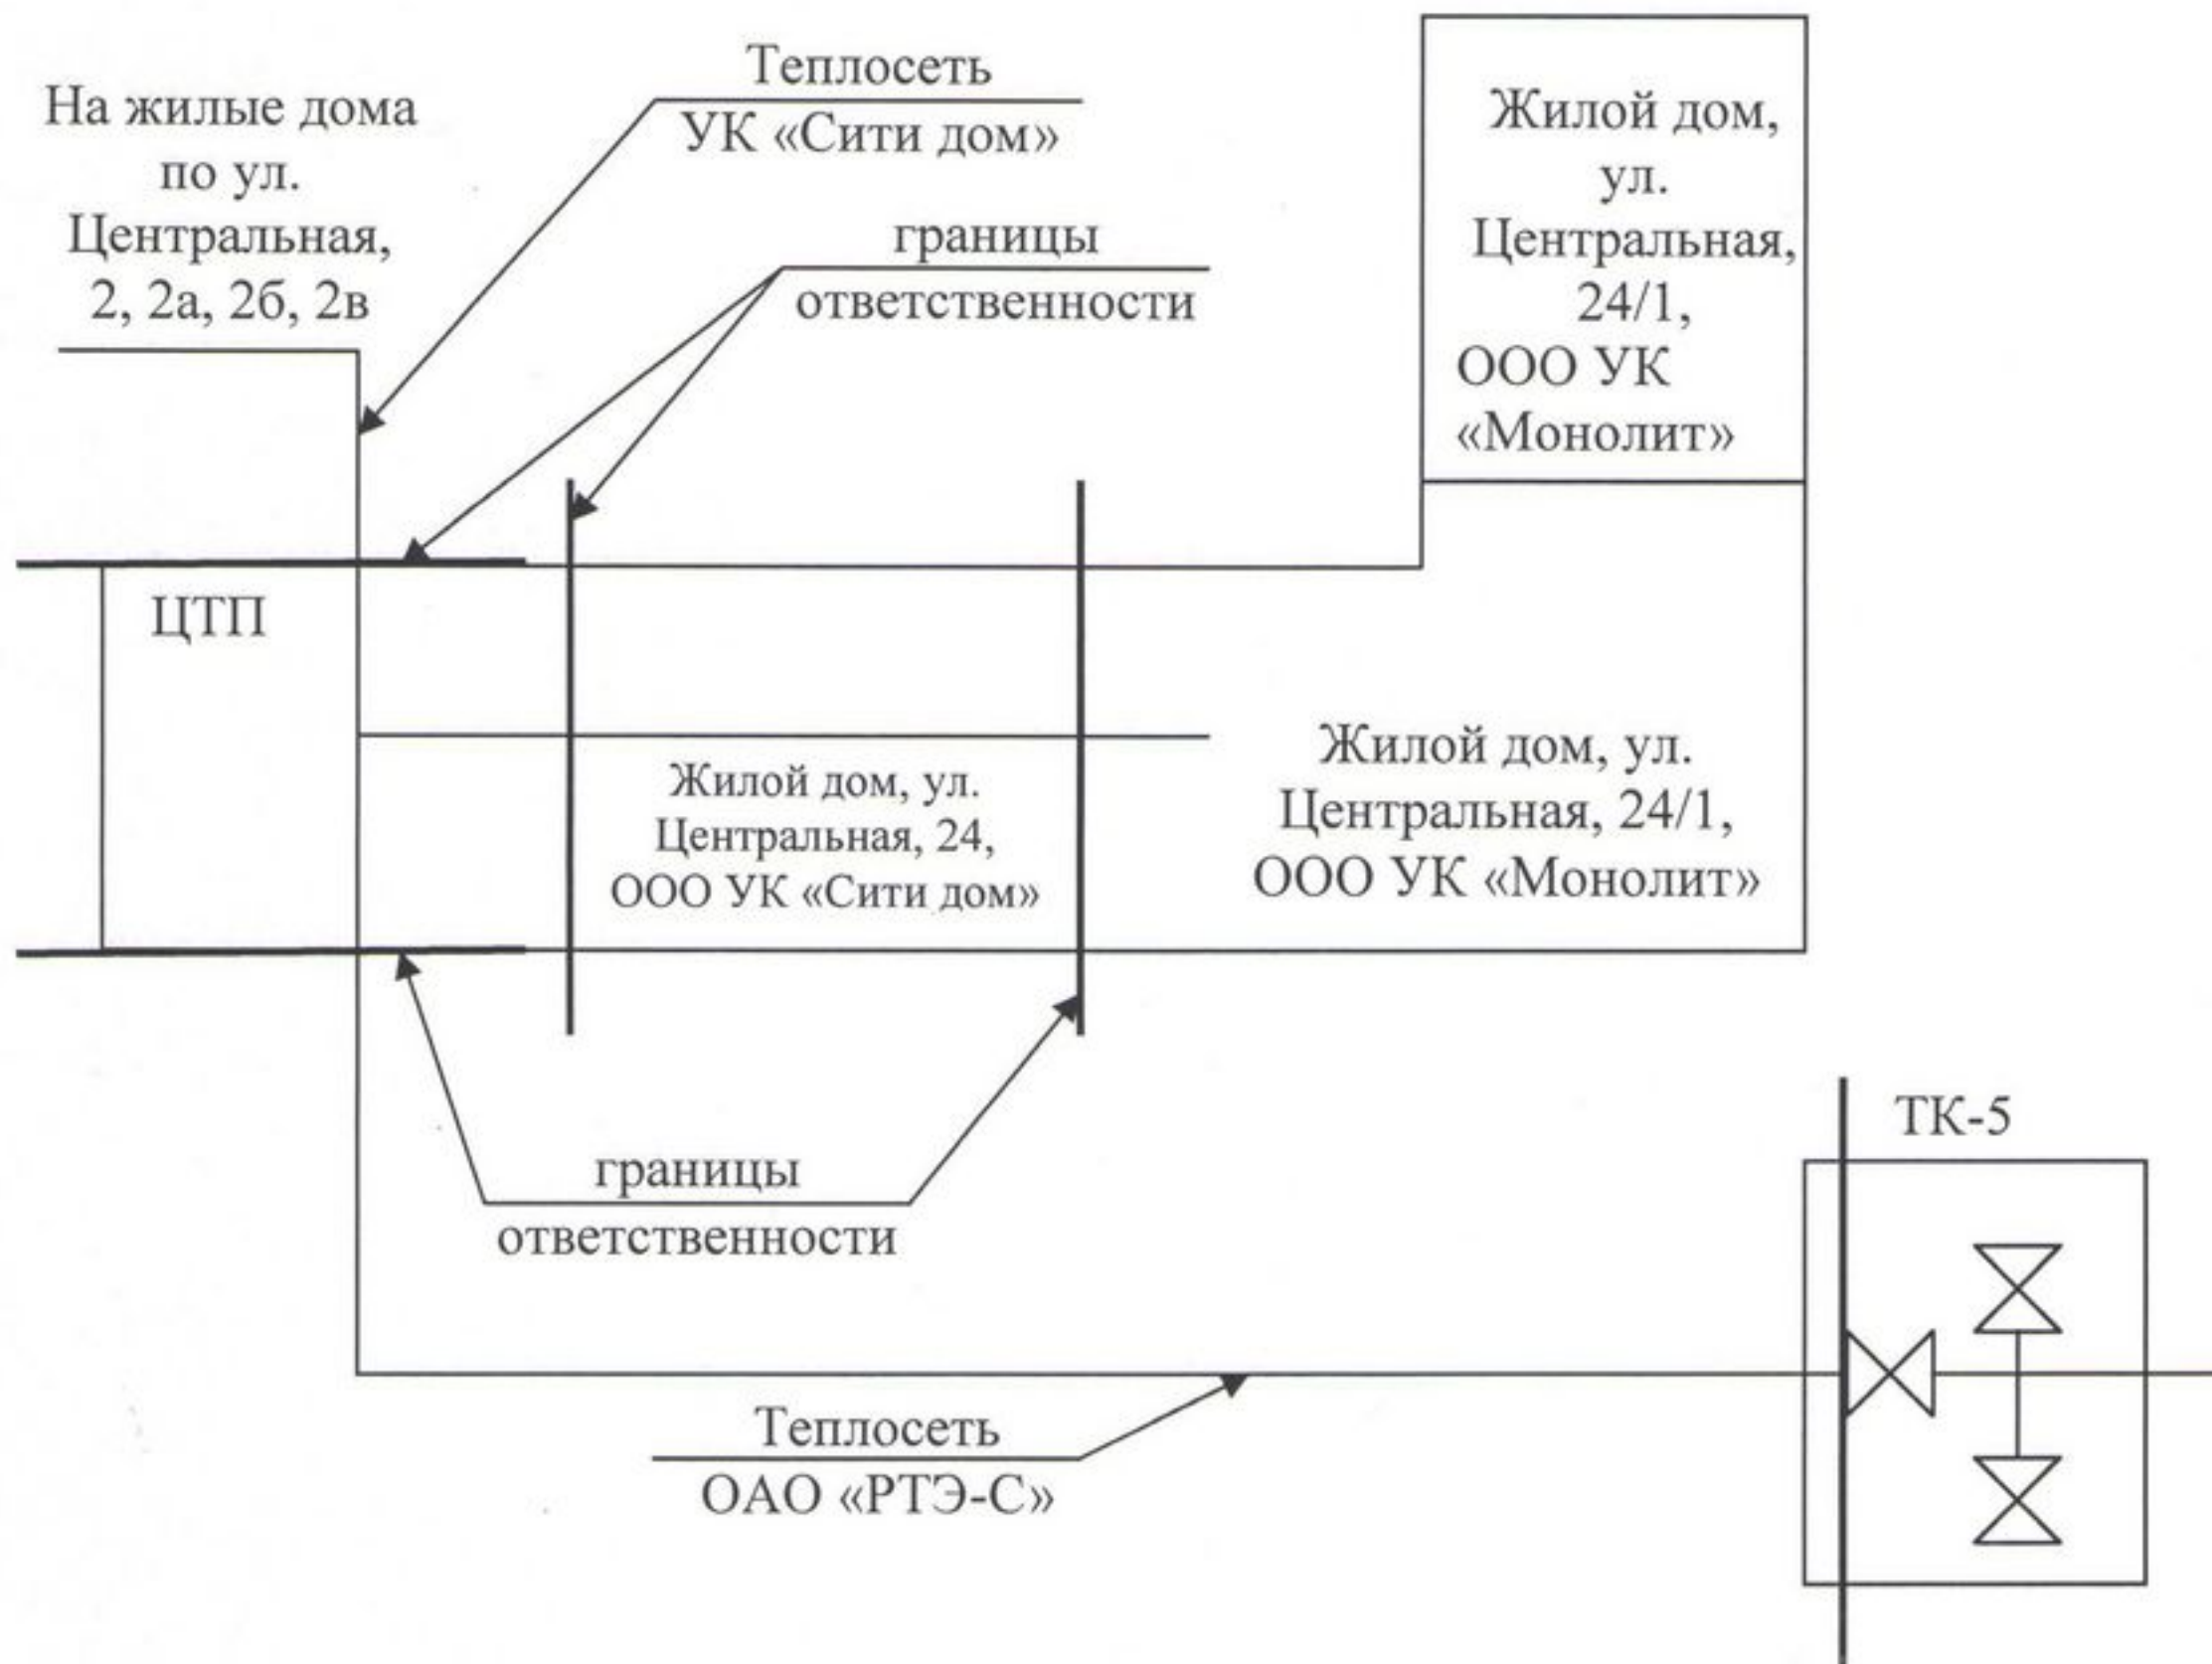 На жилые дома
по ул.
Центральная,
2, 2а, 2б, 2в
Теплосеть
УК «Сити дом»
границы
ответственности
Жилой дом,
ул.
Центральная,
24/1,
ООО УК
«Монолит»
ЦТП
Жилой дом, ул.
Центральная, 24,
ООО УК «Сити дом»
Жилой дом, ул.
Центральная, 24/1,
ООО УК «Монолит»
границы
ответственности
ТК-5
Теплосеть
ОАО «РТЭ-С»